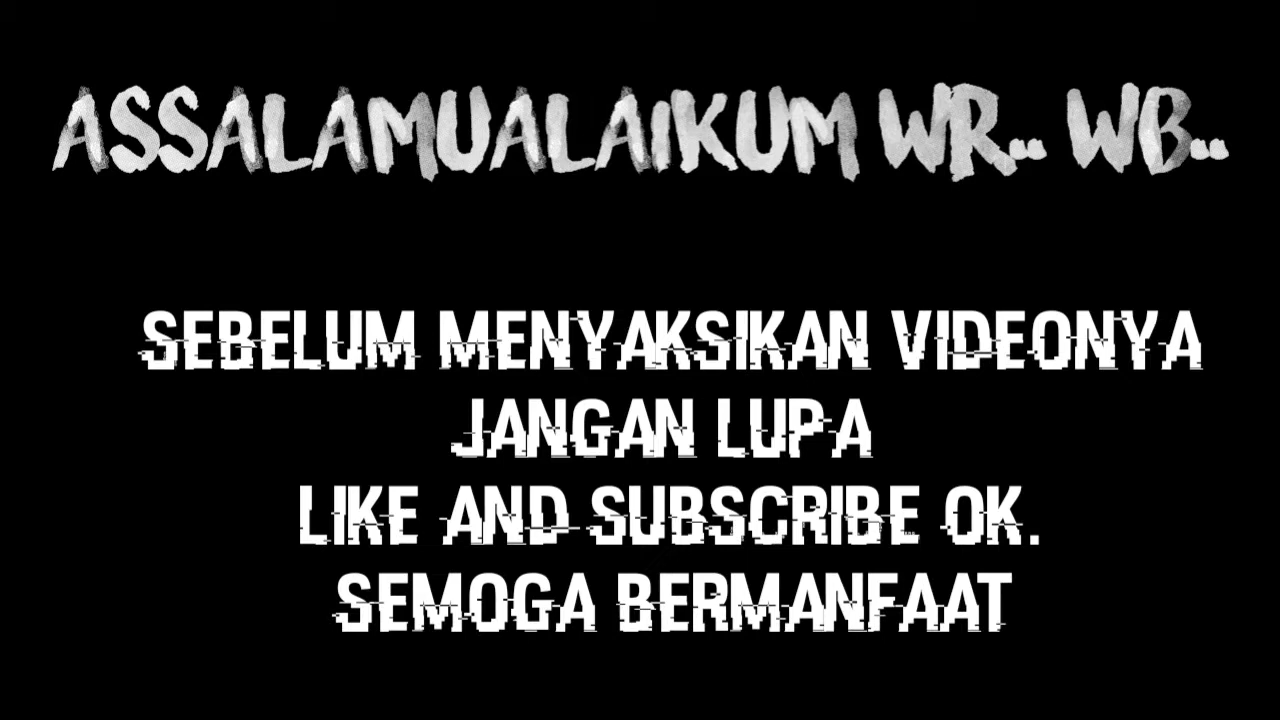 ASSALAMUALAIKUM WR.. WB..
SEBELUM MENYAKSIKAN VIDEONYA
JANGAN LUPA
LIKE AND SUBSCRIBE OK.
SEMOGA BERMANFAAT